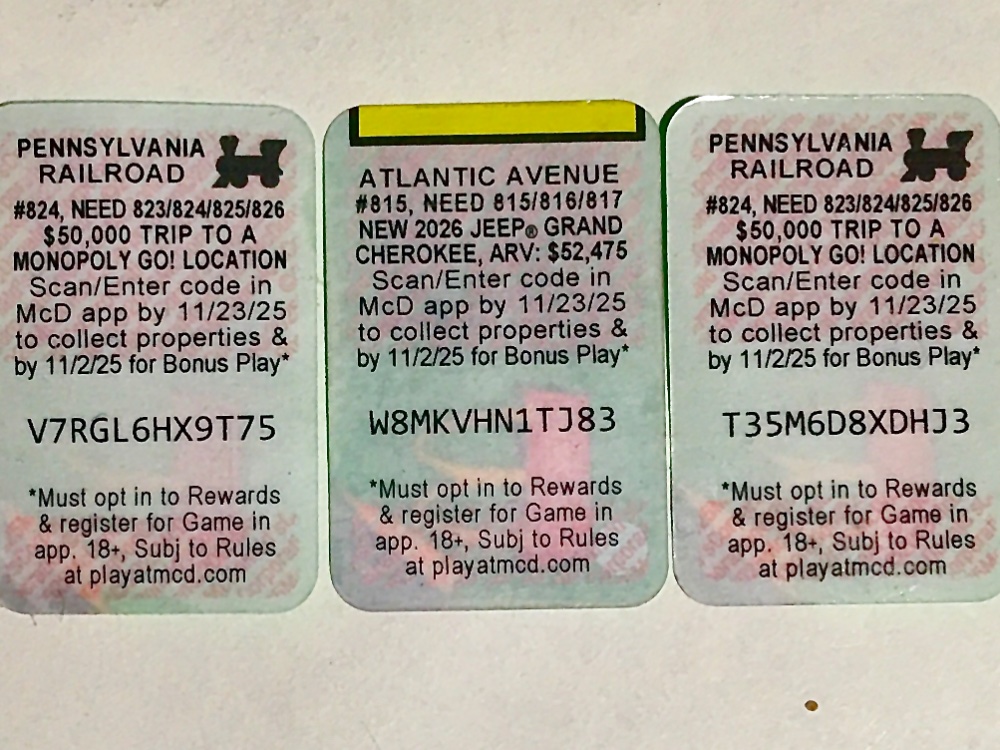 PENNSYLVANIA
RAILROAD
#824, NEED 823/824/825/826
$50,000 TRIP TO A
MONOPOLY GO! LOCATION
Scan/Enter code in
McD app by 11/23/25
to collect properties &
by 11/2/25 for Bonus Play*
V7RGL6HX9T75
*Must opt in to Rewards
& register for Game in
app. 18+, Subj to Rules
at playatmcd.com
ATLANTIC AVENUE
#815, NEED 815/816/817
NEW 2026 JEEP® GRAND
CHEROKEE, ARV: $52,475
Scan/Enter code in
McD app by 11/23/25
to collect properties &
by 11/2/25 for Bonus Play*
W8MKVHN1TJ83
*Must opt in to Rewards
& register for Game in
app. 18+, Subj to Rules
at playatmcd.com
PENNSYLVANIA
RAILROAD
#824, NEED 823/824/825/826
$50,000 TRIP TO A
MONOPOLY GO! LOCATION
Scan/Enter code in
McD app by 11/23/25
to collect properties &
by 11/2/25 for Bonus Play*
T35M6D8XDHJ3
*Must opt in to Rewards
& register for Game in
app. 18+, Subj to Rules
at playatmcd.com